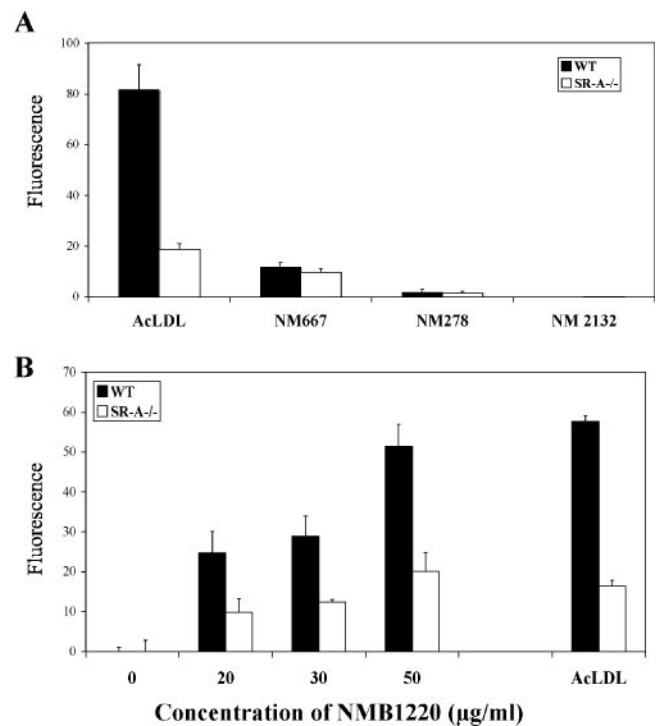 A
100
80
60
40
20
0
Fluorescence
WT
SR-A-/-
AcLDL NM667 NM278 NM 2132
B
70
60
50
40
30
20
10
0
Fluorescence
WT
SR-A-/-
0 20 30 50 AcLDL
Concentration of NMB1220 (μg/ml)